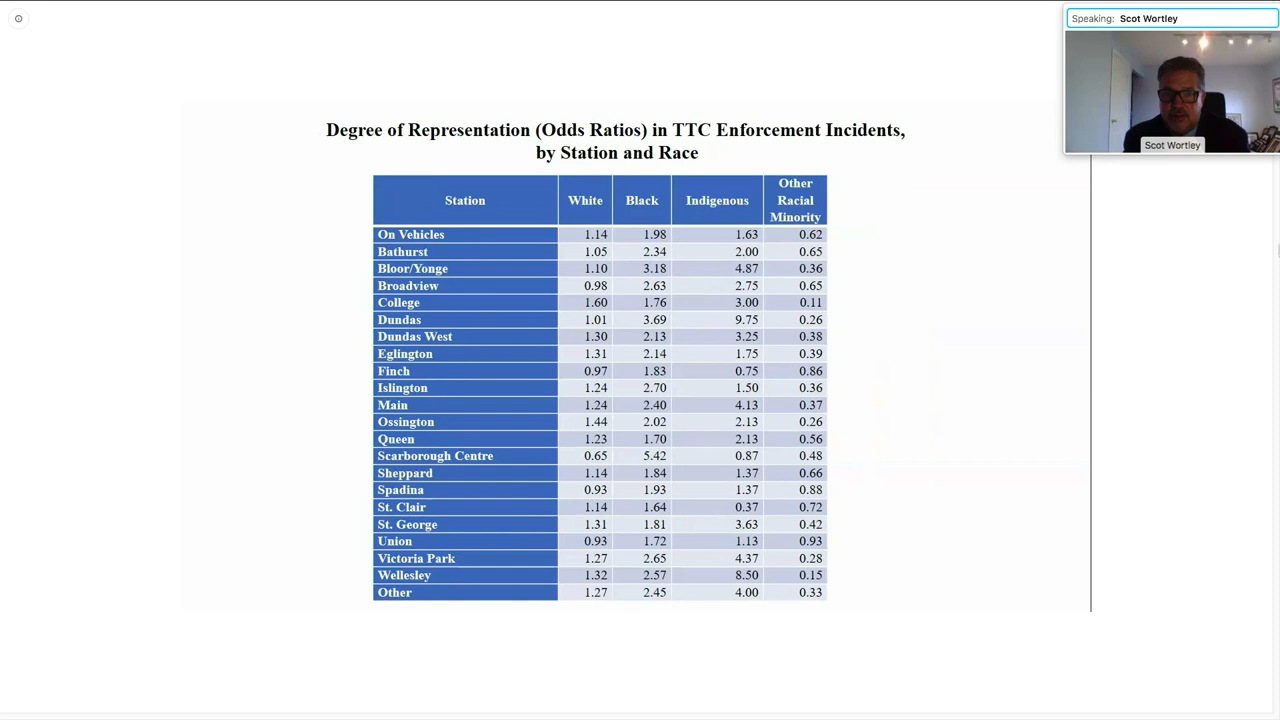 Speaking: Scot Wortley
Scot Wortley
Degree of Representation (Odds Ratios) in TTC Enforcement Incidents,
by Station and Race
Station White Black Indigenous Other Racial Minority
On Vehicles 1.14 1.98 1.63 0.62
Bathurst 1.05 2.34 2.00 0.65
Bloor/Yonge 1.10 3.18 4.87 0.36
Broadview 0.98 2.63 2.75 0.65
College 1.60 1.76 3.00 0.11
Dundas 1.01 3.69 9.75 0.26
Dundas West 1.30 2.13 3.25 0.38
Eglington 1.31 2.14 1.75 0.39
Finch 0.97 1.83 0.75 0.86
Islington 1.24 2.70 1.50 0.36
Main 1.24 2.40 4.13 0.37
Ossington 1.44 2.02 2.13 0.26
Queen 1.23 1.70 2.13 0.56
Scarborough Centre 0.65 5.42 0.87 0.48
Sheppard 1.14 1.84 1.37 0.66
Spadina 0.93 1.93 1.37 0.88
St. Clair 1.14 1.64 0.37 0.72
St. George 1.31 1.81 3.63 0.42
Union 0.93 1.72 1.13 0.93
Victoria Park 1.27 2.65 4.37 0.28
Wellesley 1.32 2.57 8.50 0.15
Other 1.27 2.45 4.00 0.33